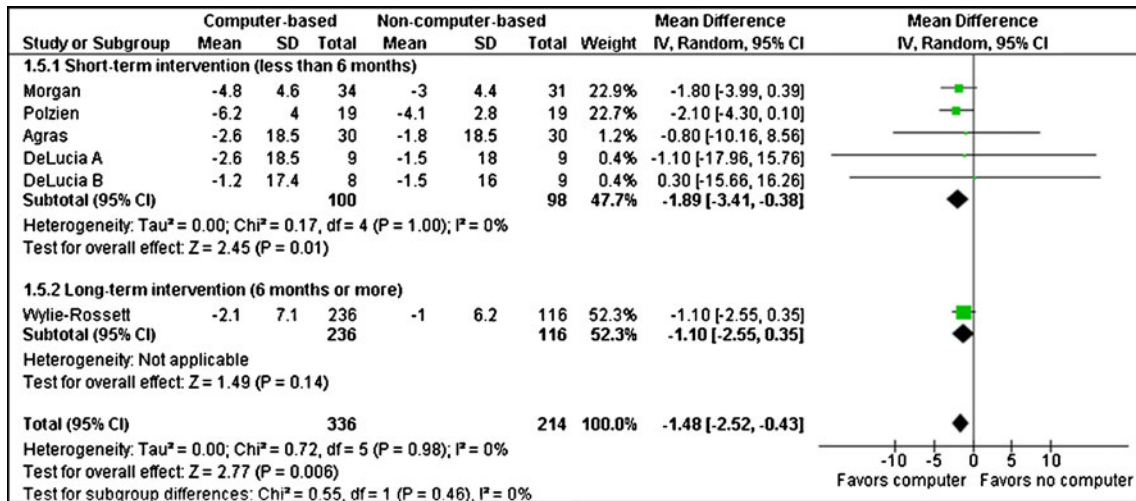 Computer-based Non-computer-based Mean Difference Mean Difference
Study or Subgroup Mean SD Total Mean SD Total Weight IV, Random, 95% CI IV, Random, 95% CI
1.5.1 Short-term intervention (less than 6 months)
Morgan -4.8 4.6 34 -3 4.4 31 22.9% -1.80 [-3.99, 0.39]
Polzien -6.2 4 19 -4.1 2.8 19 22.7% -2.10 [-4.30, 0.10]
Agras -2.6 18.5 30 -1.8 18.5 30 1.2% -0.80 [-10.16, 8.56]
DeLucia A -2.6 18.5 9 -1.5 18 9 0.4% -1.10 [-17.96, 15.76]
DeLucia B -1.2 17.4 8 -1.5 16 9 0.4% 0.30 [-15.66, 16.26]
Subtotal (95% CI) 100 98 47.7% -1.89 [-3.41, -0.38]
Heterogeneity: Tau² = 0.00; Chi² = 0.17, df = 4 (P = 1.00); I² = 0%
Test for overall effect: Z = 2.45 (P = 0.01)
1.5.2 Long-term intervention (6 months or more)
Wylie-Rossett -2.1 7.1 236 -1 6.2 116 52.3% -1.10 [-2.55, 0.35]
Subtotal (95% CI) 236 116 52.3% -1.10 [-2.55, 0.35]
Heterogeneity: Not applicable
Test for overall effect: Z = 1.49 (P = 0.14)
Total (95% CI) 336 214 100.0% -1.48 [-2.52, -0.43]
Heterogeneity: Tau² = 0.00; Chi² = 0.72, df = 5 (P = 0.98); I² = 0%
Test for overall effect: Z = 2.77 (P = 0.006)
Test for subgroup differences: Chi² = 0.55, df = 1 (P = 0.46), I² = 0%
-10 -5 0 5 10
Favors computer Favors no computer